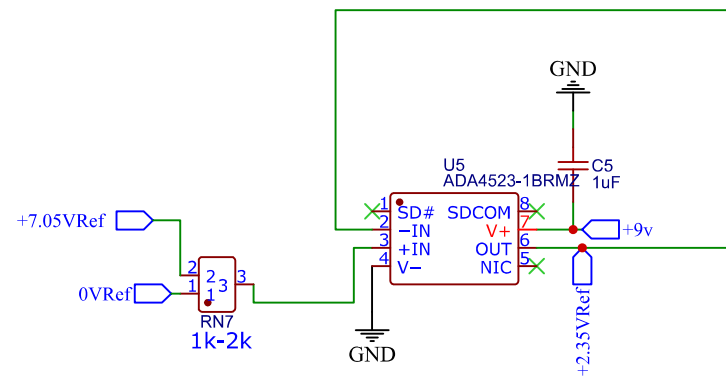 GND
U5
ADA4523-1BRMZ
C5
1uF
1
SD#
SDCOM
8
2
-IN
V+
7
+9v
3
+IN
OUT
6
4
V-
NIC
5
+7.05VRef
2
2
3
3
0VRef
1
1
RN7
1k-2k
GND
+2.35VRef